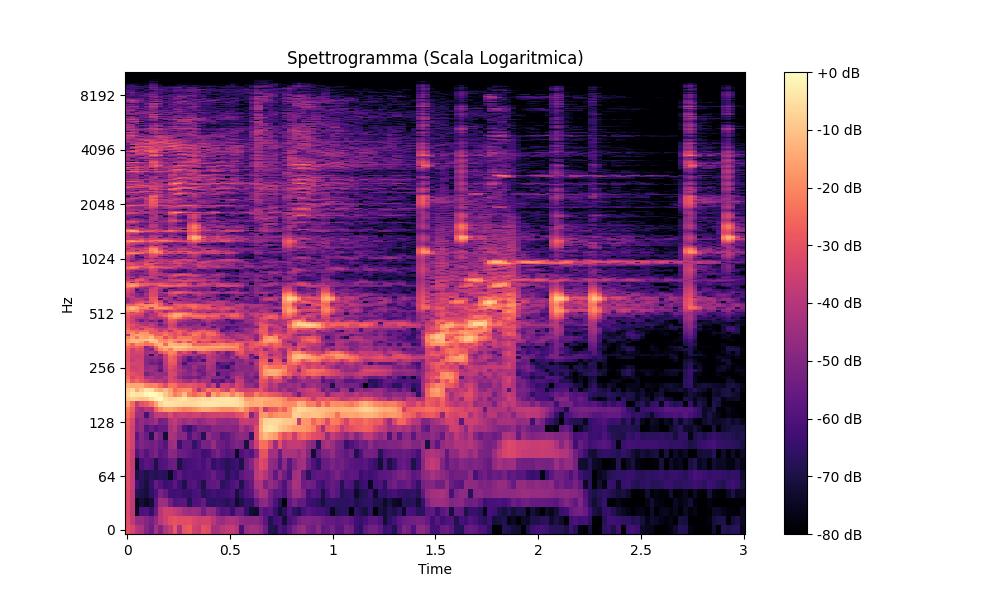 Spettrogramma (Scala Logaritmica)
Hz
8192
4096
2048
1024
512
256
128
64
0
0 0.5 1 1.5 2 2.5 3
Time
+0 dB
-10 dB
-20 dB
-30 dB
-40 dB
-50 dB
-60 dB
-70 dB
-80 dB